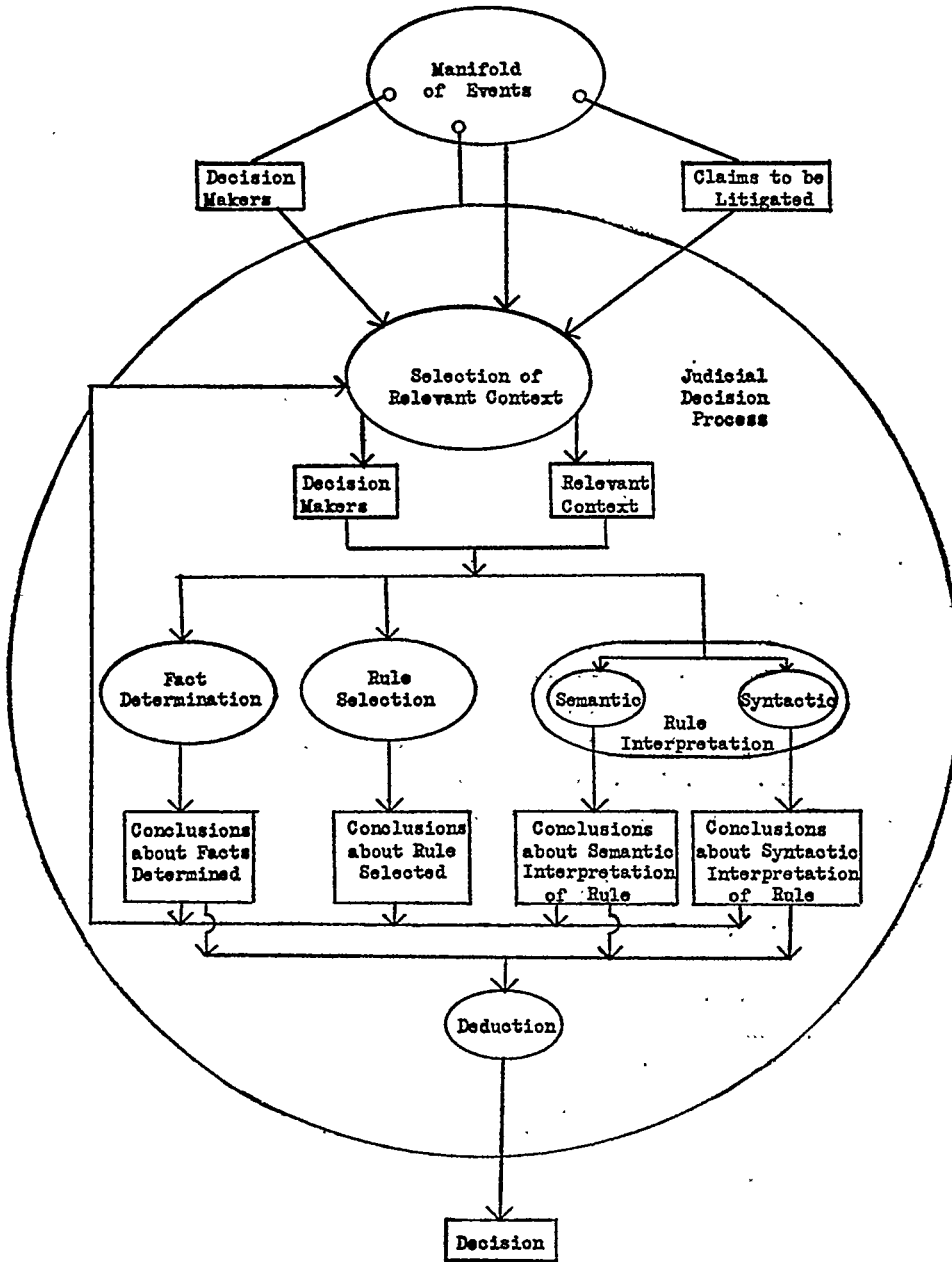 Manifold
of Events
Decision
Makers
Claims to be
Litigated
Selection of
Relevant Context
Judicial
Decision
Process
Decision
Makers
Relevant
Context
Fact
Determination
Rule
Selection
Semantic
Syntactic
Rule
Interpretation
Conclusions
about Facts
Determined
Conclusions
about Rule
Selected
Conclusions
about Semantic
Interpretation
of Rule
Conclusions
about Syntactic
Interpretation
of Rule
Deduction
Decision